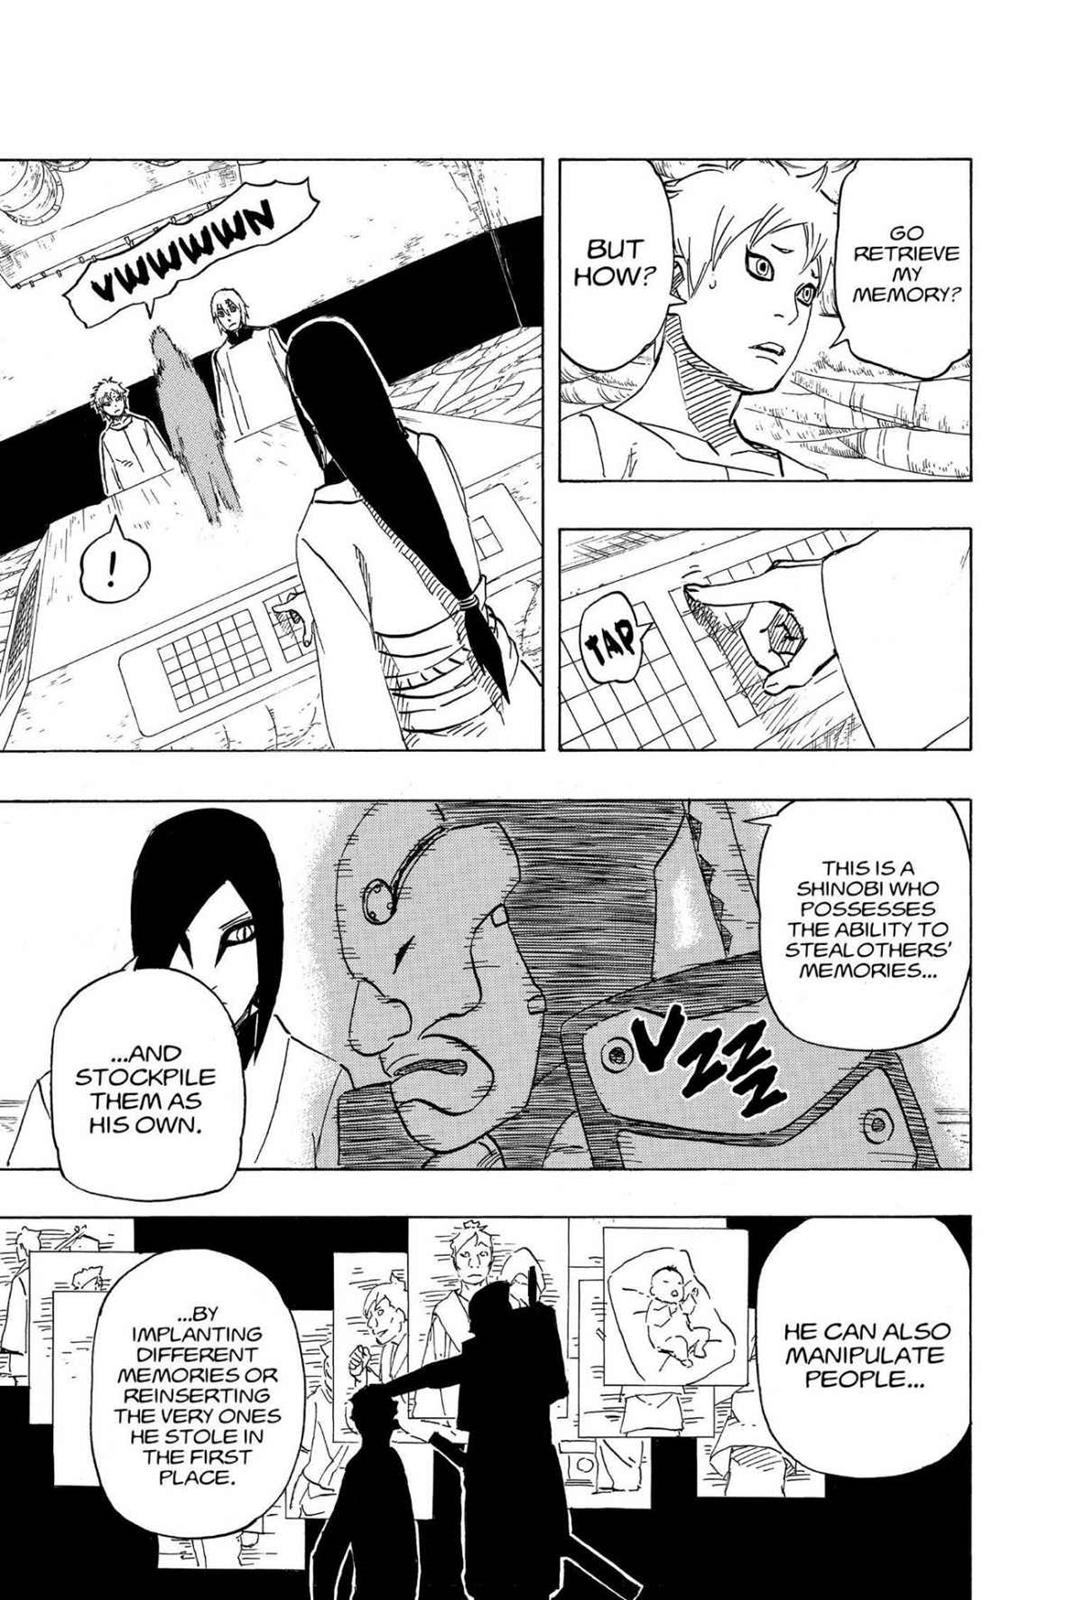 GO
RETRIEVE
MY
MEMORY?
BUT
HOW?
TAP
VWWWWN
!
THIS IS A
SHINOBI WHO
POSSESSES
THE ABILITY TO
STEAL OTHERS'
MEMORIES...
VZZZ
...AND
STOCKPILE
THEM AS
HIS OWN.
HE CAN ALSO
MANIPULATE
PEOPLE...
...BY
IMPLANTING
DIFFERENT
MEMORIES OR
REINSERTING
THE VERY ONES
HE STOLE IN
THE FIRST
PLACE.